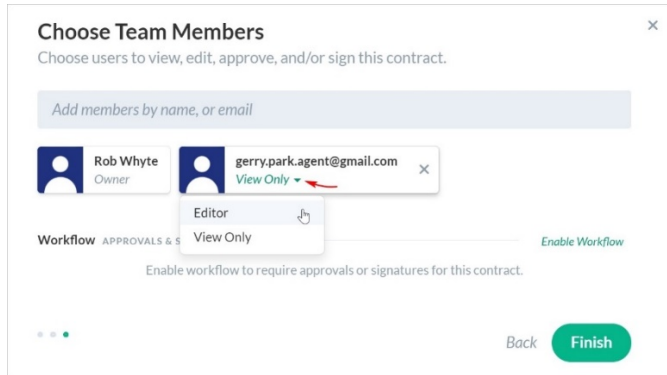 Choose Team Members
Choose users to view, edit, approve, and/or sign this contract.
Add members by name, or email
Rob Whyte
Owner
gerry.park.agent@gmail.com
View Only
Editor
View Only
Workflow APPROVALS & S
Enable Workflow
Enable workflow to require approvals or signatures for this contract.
Back
Finish